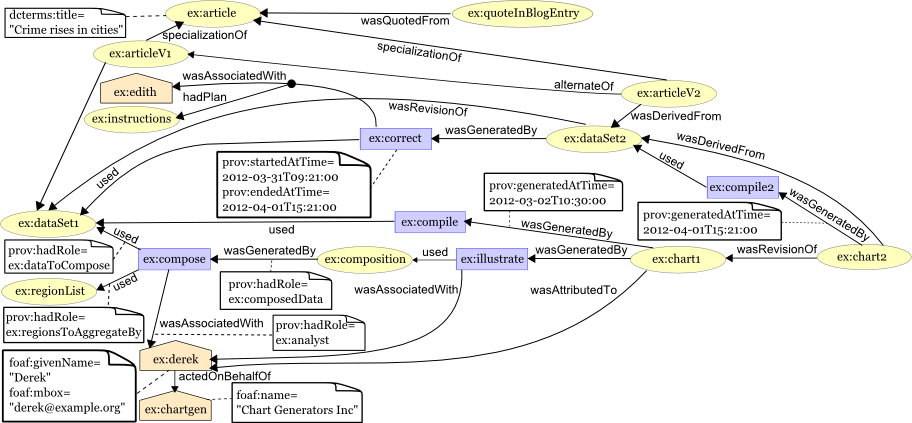 dcterms:title=
"Crime rises in cities"
ex:article
wasQuotedFrom
ex:quoteInBlogEntry
specializationOf
specializationOf
ex:articleV1
wasAssociatedWith
ex:edith
hadPlan
alternateOf
ex:articleV2
ex:instructions
wasRevisionOf
wasDerivedFrom
ex:correct
wasGeneratedBy
ex:dataSet2
wasDerivedFrom
prov:startedAtTime=
2012-03-31T09:21:00
prov:endedAtTime=
2012-04-01T15:21:00
used
used
prov:generatedAtTime=
2012-03-02T10:30:00
ex:compile2
wasGeneratedBy
prov:generatedAtTime=
2012-04-01T15:21:00
ex:dataSet1
used
ex:compile
used
prov:hadRole=
ex:dataToCompose
ex:compose
wasGeneratedBy
ex:composition
used
ex:illustrate
wasGeneratedBy
ex:chart1
wasRevisionOf
ex:chart2
ex:regionList
used
prov:hadRole=
ex:composedData
wasAssociatedWith
wasAttributedTo
prov:hadRole=
ex:regionsToAggregateBy
wasAssociatedWith
prov:hadRole=
ex:analyst
foaf:givenName=
"Derek"
foaf:mbox=
"derek@example.org"
ex:derek
actedOnBehalfOf
ex:chartgen
foaf:name=
"Chart Generators Inc"